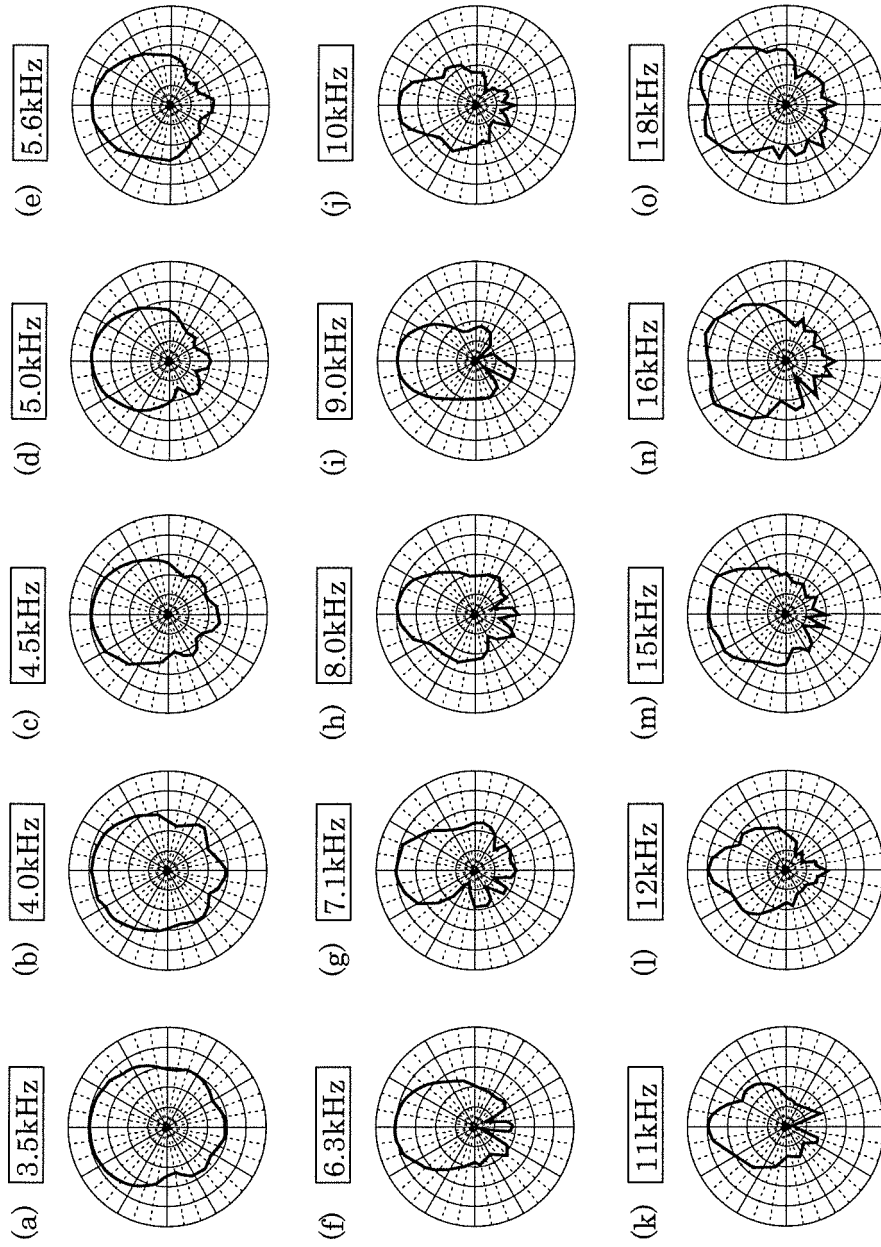 (a) 3.5kHz
(b) 4.0kHz
(c) 4.5kHz
(d) 5.0kHz
(e) 5.6kHz
(f) 6.3kHz
(g) 7.1kHz
(h) 8.0kHz
(i) 9.0kHz
(j) 10kHz
(k) 11kHz
(l) 12kHz
(m) 15kHz
(n) 16kHz
(o) 18kHz